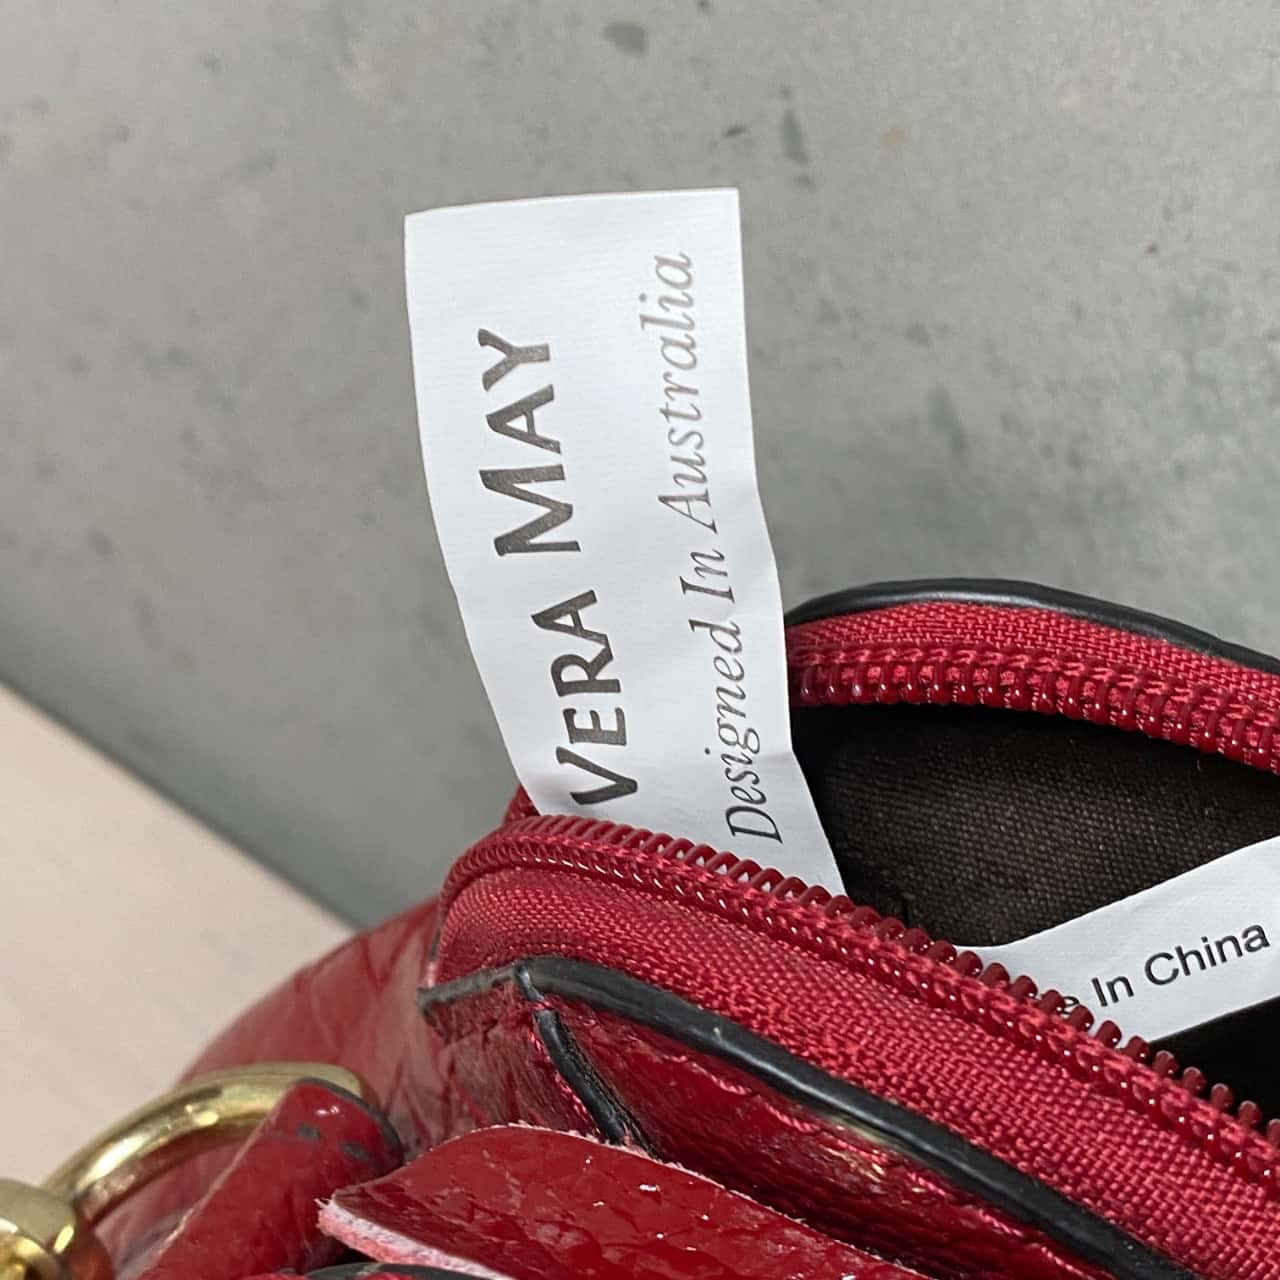 VERA MAY
Designed In Australia
In China